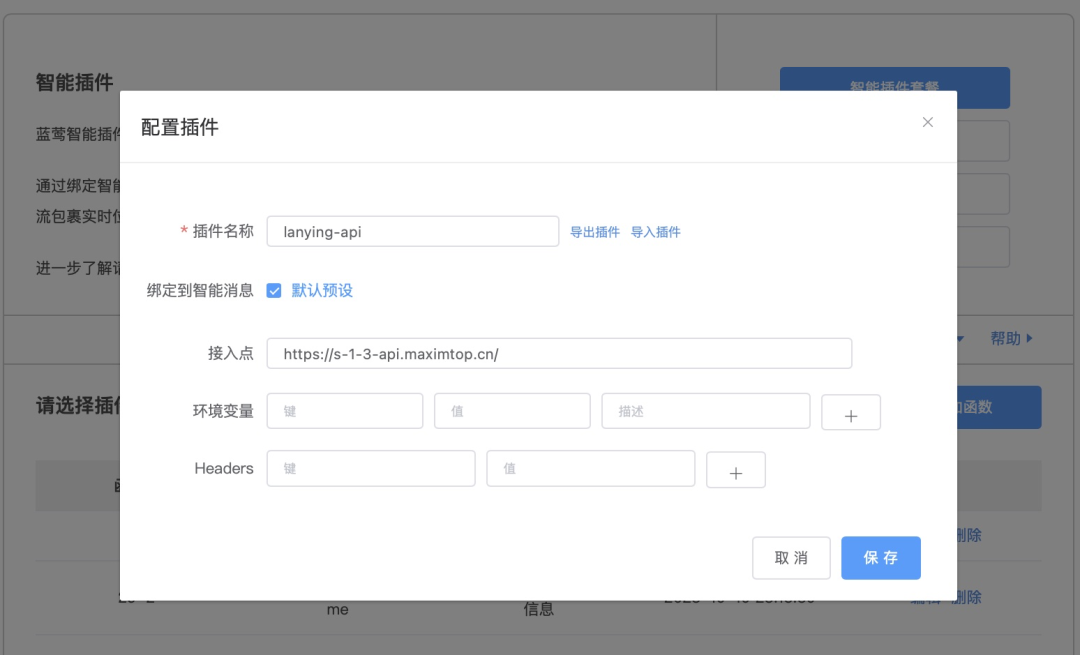 智能插件
智能插件套餐
蓝莺智能插件
通过绑定智能
流包裹实时位
进一步了解请
帮助
请选择插件
函数
删除
编辑 删除
me
信息
配置插件
* 插件名称 lanying-api 导出插件 导入插件
绑定到智能消息 默认预设
接入点 https://s-1-3-api.maximtop.cn/
环境变量 键 值 描述 +
Headers 键 值 +
取 消 保 存